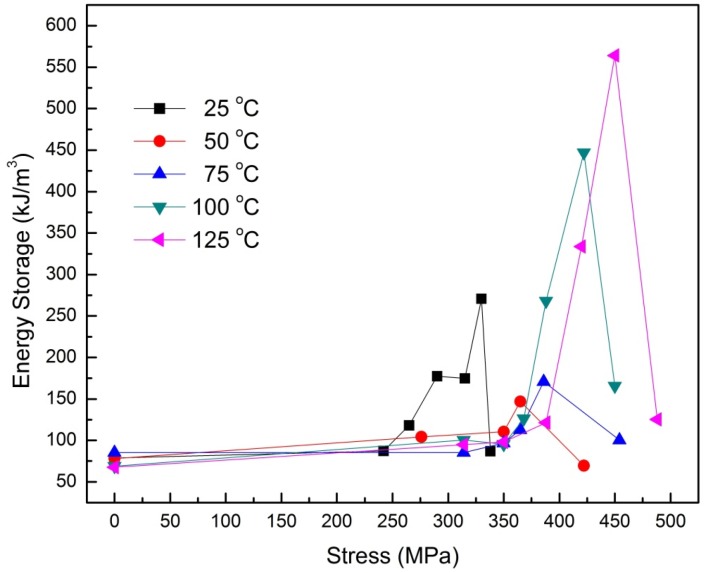 600
550
500
450
400
350
300
250
200
150
100
50
Energy Storage (kJ/m³)
25 °C
50 °C
75 °C
100 °C
125 °C
0 50 100 150 200 250 300 350 400 450 500
Stress (MPa)